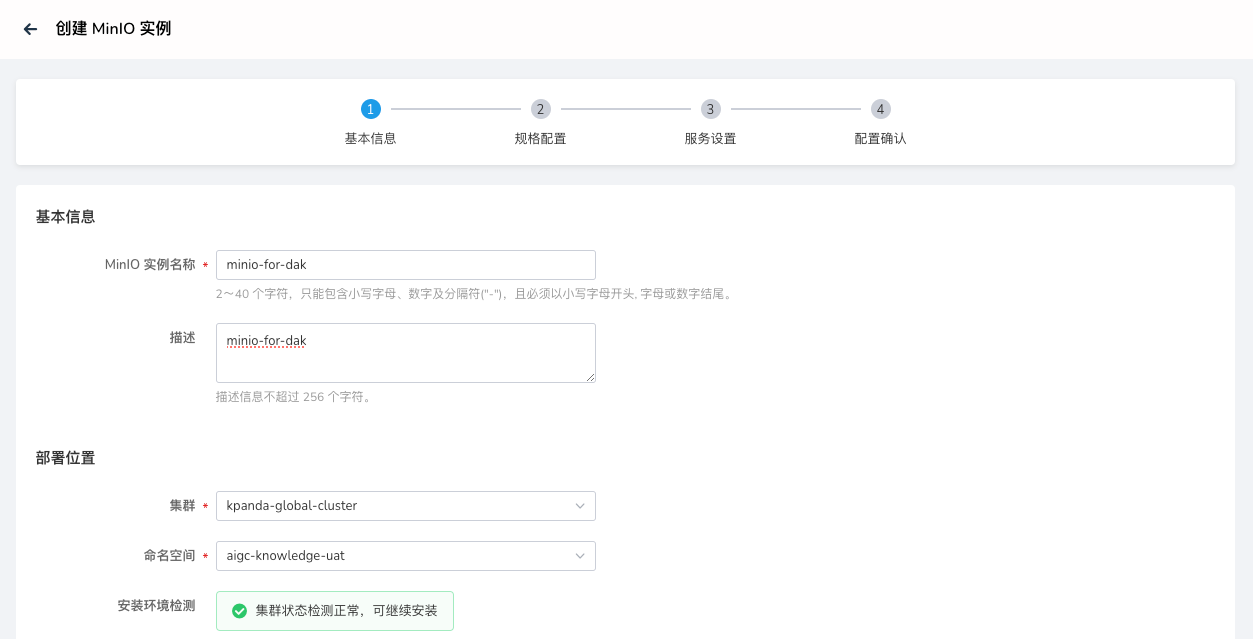 创建 MinIO 实例
1 2 3 4
基本信息 规格配置 服务设置 配置确认
基本信息
MinIO 实例名称 * minio-for-dak
2～40 个字符，只能包含小写字母、数字及分隔符("-")，且必须以小写字母开头, 字母或数字结尾。
描述 minio-for-dak
描述信息不超过 256 个字符。
部署位置
集群 * kpanda-global-cluster
命名空间 * aigc-knowledge-uat
安装环境检测 集群状态检测正常，可继续安装